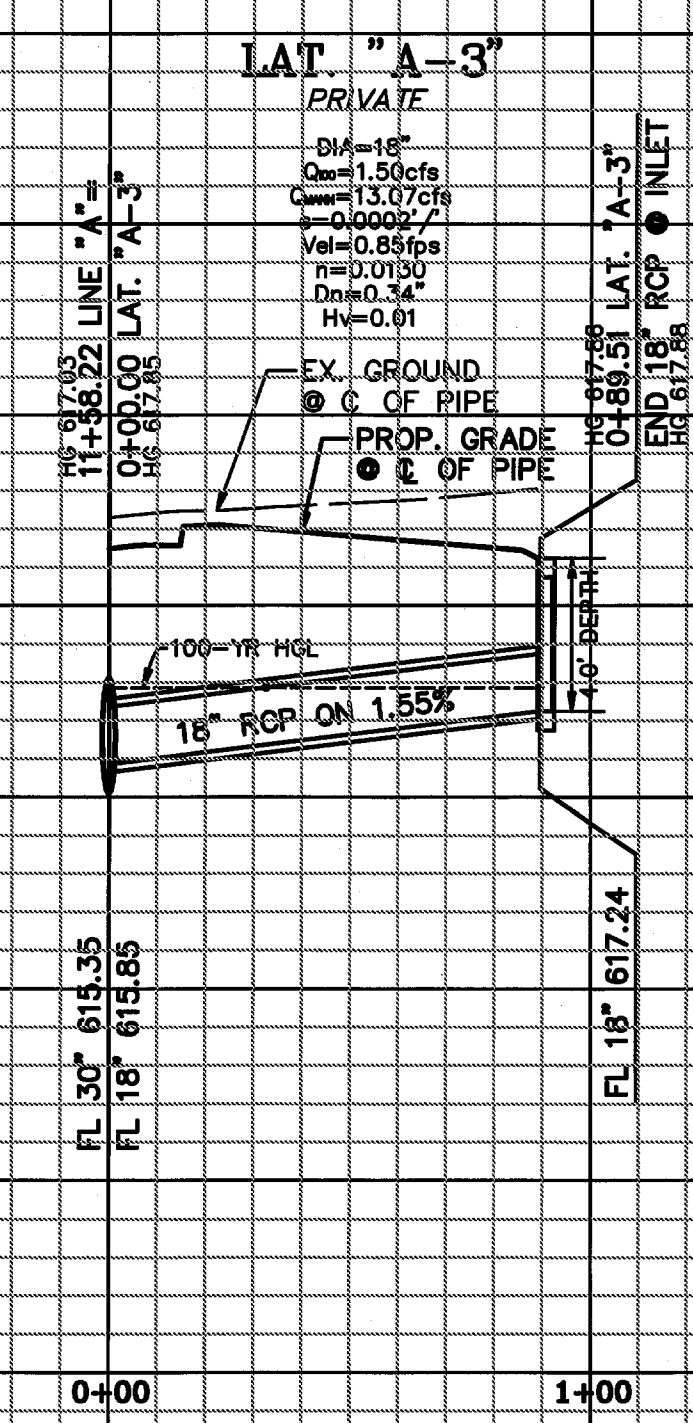 LAT. "A-3"
PRIVATE
DIA=18"
Q100=1.50cfs
QMANN=13.07cfs
s=0.0002'/'
Vel=0.85fps
n=0.0130
Dn=0.34"
Hv=0.01
HG 617.03
11+58.22 LINE "A"=
0+00.00 LAT. "A-3"
HG 617.85
HG 617.88
0+89.51 LAT. "A-3"
END 18" RCP @ INLET
HG 617.88
EX. GROUND
@ C OF PIPE
PROP. GRADE
@ ℄ OF PIPE
100-YR HGL
18" RCP ON 1.55%
4.0' DEPTH
FL 30" 615.35
FL 18" 615.85
FL 18" 617.24
0+00
1+00